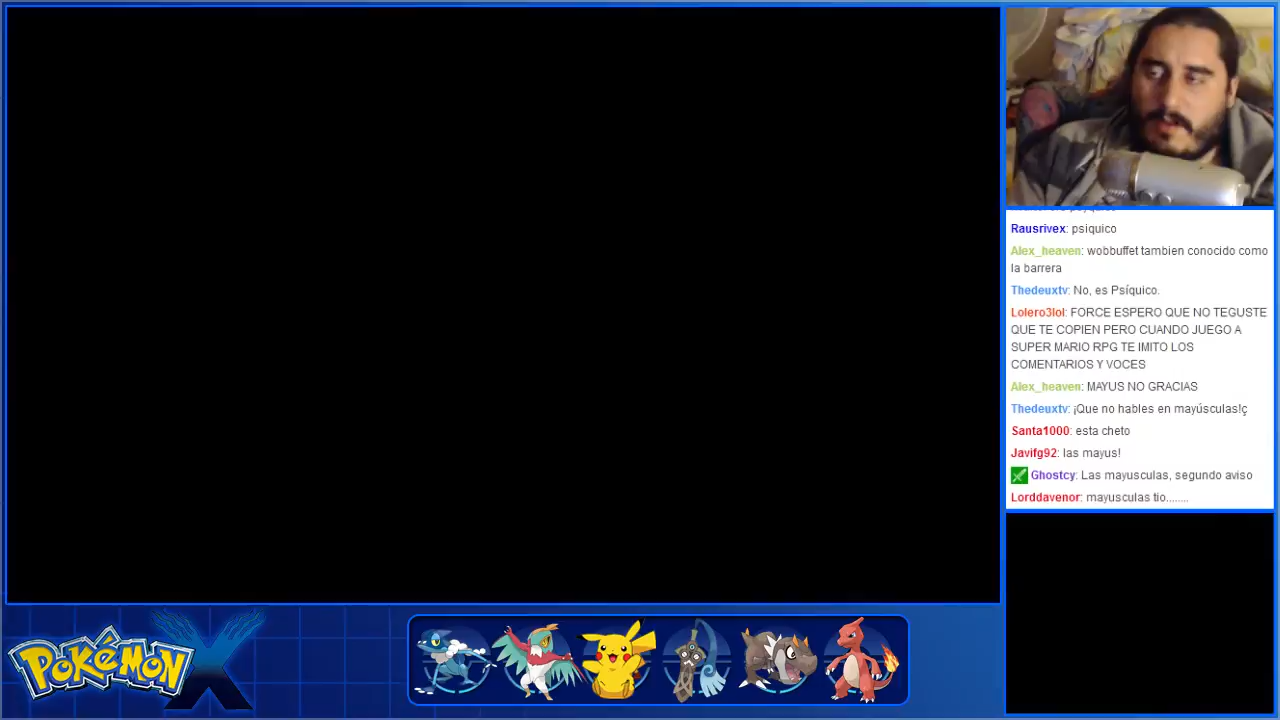 Rausrivex: psiquico
Alex_heaven: wobbuffet tambien conocido como
la barrera
Thedeuxtv: No, es Psíquico.
Lolero3lol: FORCE ESPERO QUE NO TEGUSTE
QUE TE COPIEN PERO CUANDO JUEGO A
SUPER MARIO RPG TE IMITO LOS
COMENTARIOS Y VOCES
Alex_heaven: MAYUS NO GRACIAS
Thedeuxtv: ¡Que no hables en mayúsculas!ç
Santa1000: esta cheto
Javifg92: las mayus!
Ghostcy: Las mayusculas, segundo aviso
Lorddavenor: mayusculas tio........
POKéMON X